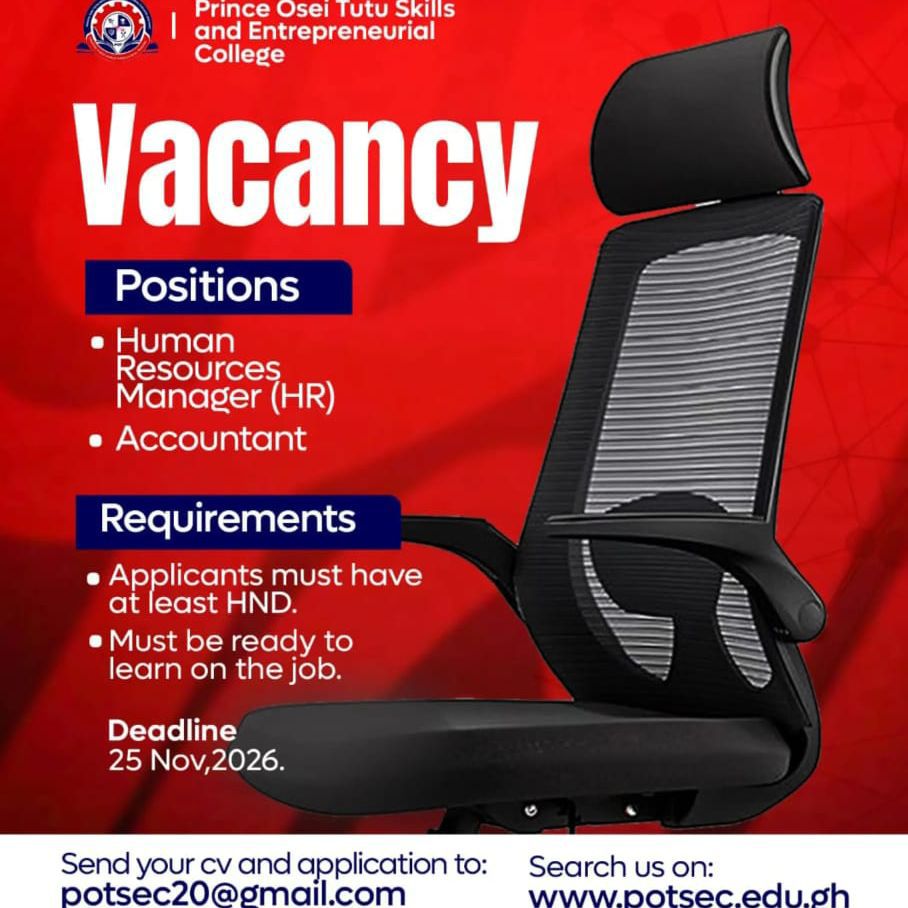 Prince Osei Tutu Skills
and Entrepreneurial
College
Vacancy
Positions
• Human
Resources
Manager (HR)
• Accountant
Requirements
• Applicants must have
at least HND.
• Must be ready to
learn on the job.
Deadline
25 Nov,2026.
Send your cv and application to:
potsec20@gmail.com
Search us on:
www.potsec.edu.gh